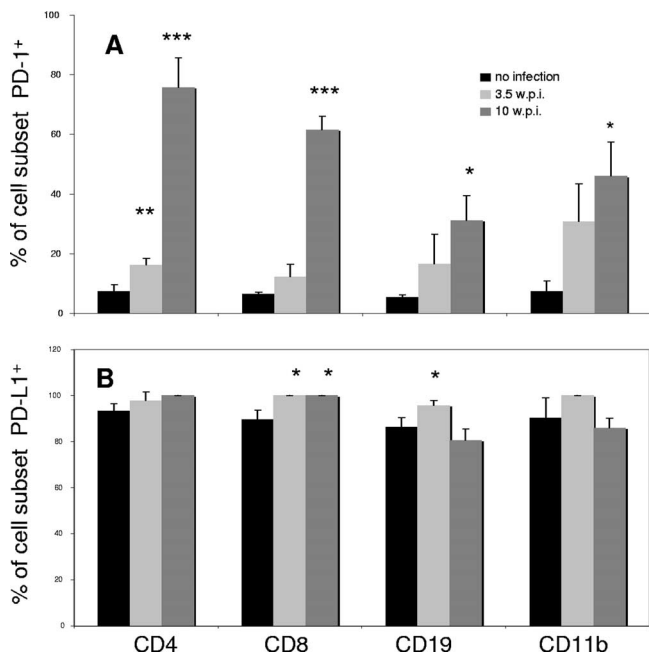 A
% of cell subset PD-1⁺
100
80
60
40
20
0
***
**
***
*
*
no infection
3.5 w.p.i.
10 w.p.i.
B
% of cell subset PD-L1⁺
120
100
80
60
40
20
0
* *
*
CD4 CD8 CD19 CD11b